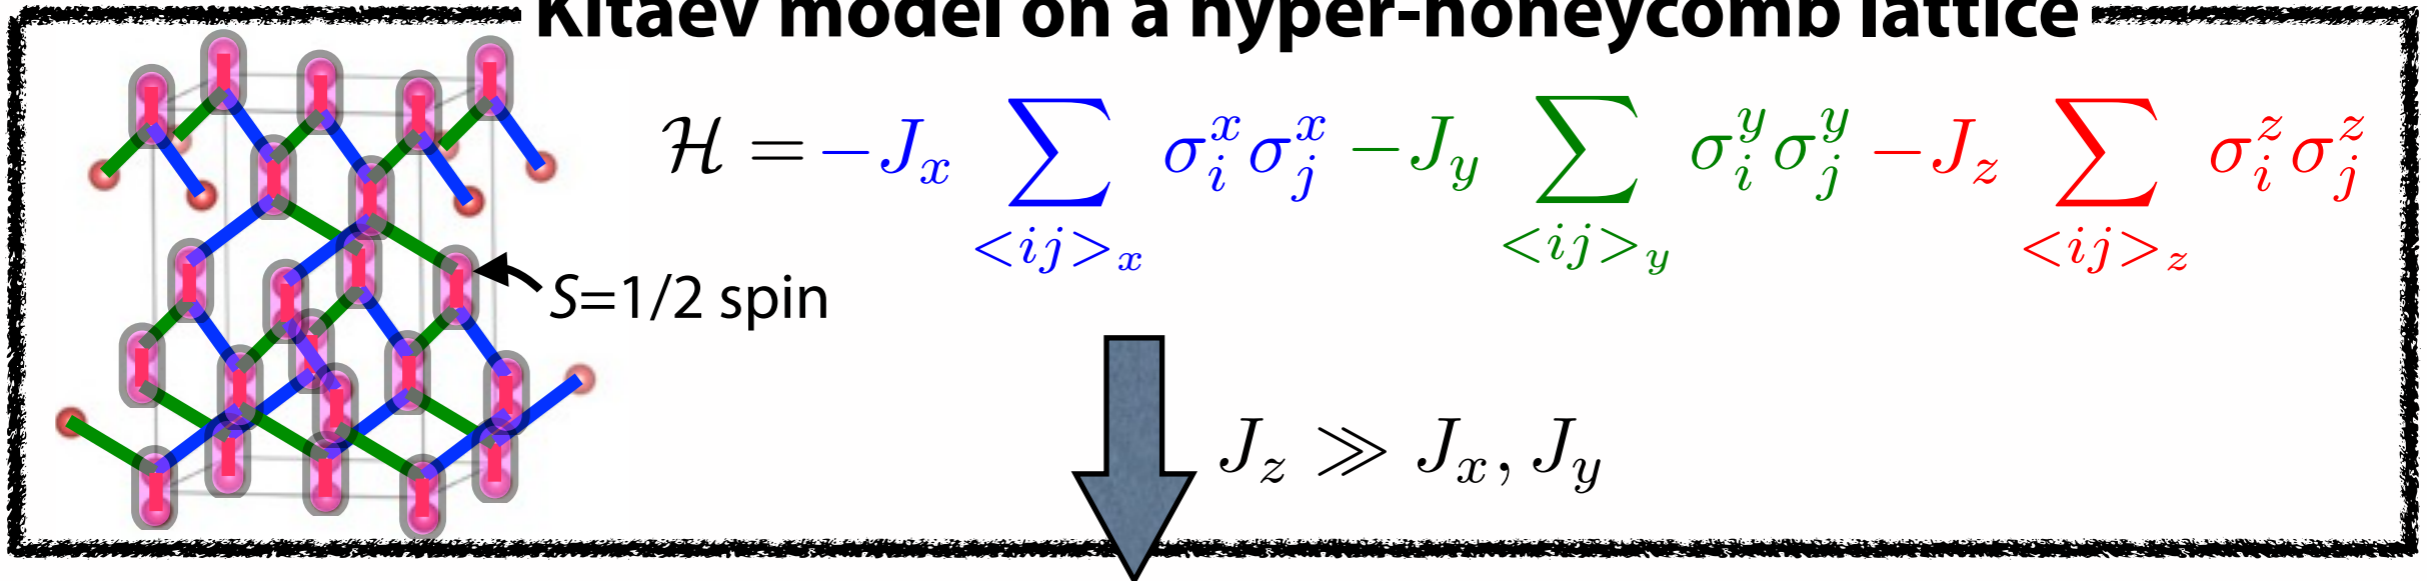 Kitaev model on a hyper-honeycomb lattice
ℋ = −J_x ∑_{<ij>_x} σ_i^x σ_j^x − J_y ∑_{<ij>_y} σ_i^y σ_j^y − J_z ∑_{<ij>_z} σ_i^z σ_j^z
S=1/2 spin
J_z ≫ J_x, J_y